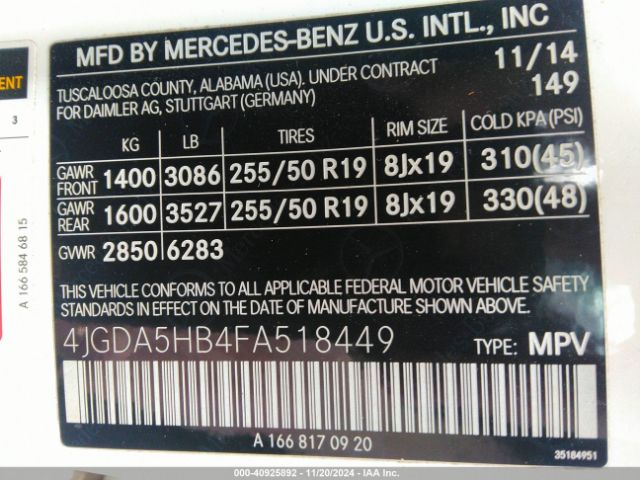 MFD BY MERCEDES-BENZ U.S. INTL., INC
TUSCALOOSA COUNTY, ALABAMA (USA). UNDER CONTRACT 11/14
FOR DAIMLER AG, STUTTGART (GERMANY) 149
KG LB TIRES RIM SIZE COLD KPA(PSI)
GAWR FRONT 1400 3086 255/50 R19 8Jx19 310(45)
GAWR REAR 1600 3527 255/50 R19 8Jx19 330(48)
GVWR 2850 6283
THIS VEHICLE CONFORMS TO ALL APPLICABLE FEDERAL MOTOR VEHICLE SAFETY
STANDARDS IN EFFECT ON THE DATE OF MANUFACTURE SHOWN ABOVE.
4JGDA5HB4FA518449 TYPE: MPV
A 166 817 09 20
35184951
3
A 166 584 68 15
000-40925892 - 11/20/2024 - IAA Inc.